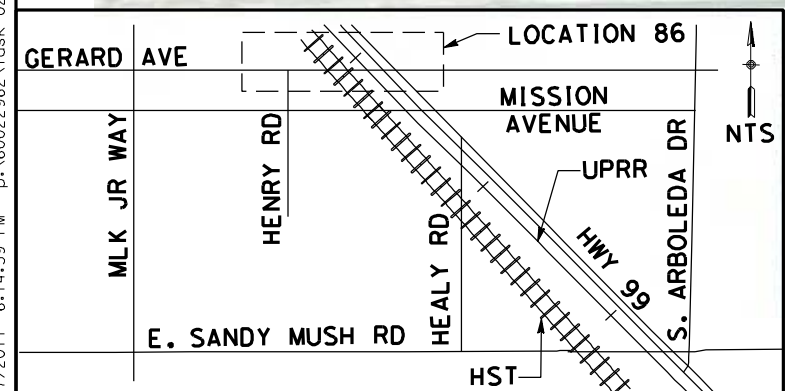 LOCATION 86
GERARD AVE
MISSION
AVENUE
NTS
MLK JR WAY
HENRY RD
UPRR
HEALY RD
HWY 99
S. ARBOLEDA DR
E. SANDY MUSH RD
HST